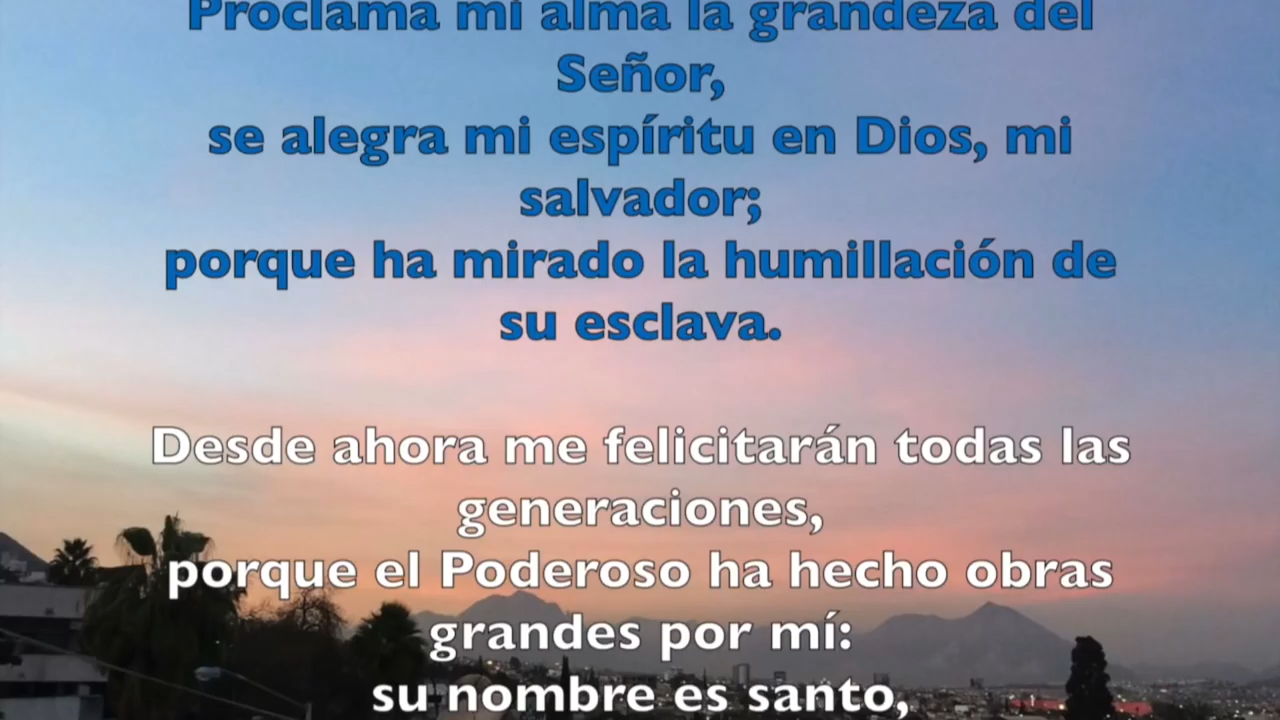 Proclama mi alma la grandeza del
Señor,
se alegra mi espíritu en Dios, mi
salvador;
porque ha mirado la humillación de
su esclava.
Desde ahora me felicitarán todas las
generaciones,
porque el Poderoso ha hecho obras
grandes por mí:
su nombre es santo,